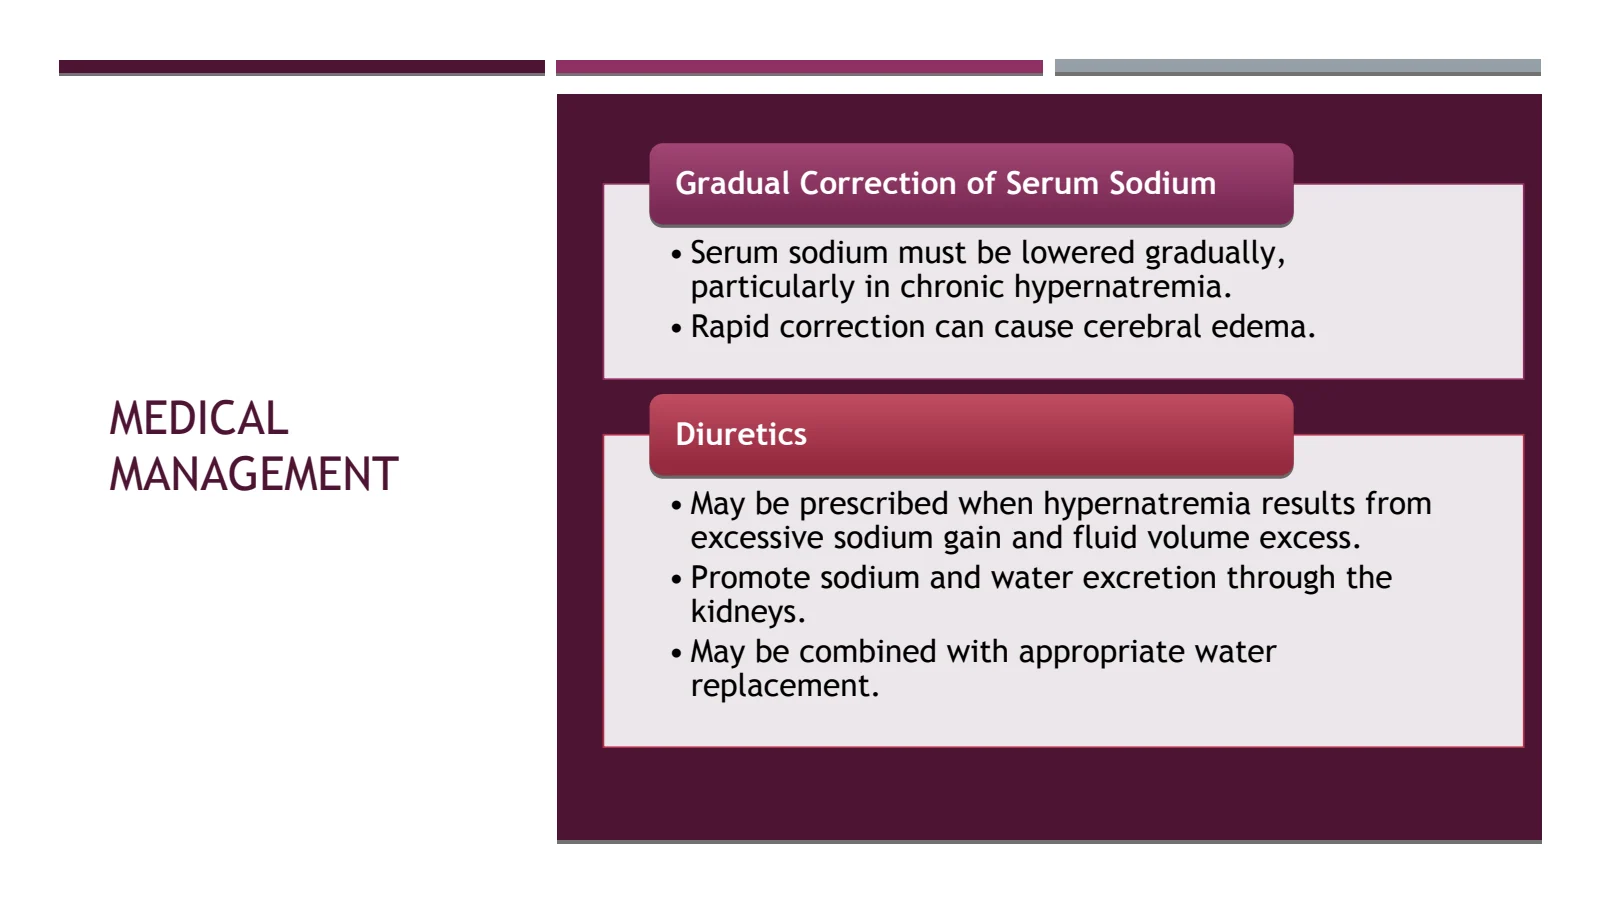 MEDICAL
MANAGEMENT
Gradual Correction of Serum Sodium
• Serum sodium must be lowered gradually,
particularly in chronic hypernatremia.
• Rapid correction can cause cerebral edema.
Diuretics
• May be prescribed when hypernatremia results from
excessive sodium gain and fluid volume excess.
• Promote sodium and water excretion through the
kidneys.
• May be combined with appropriate water
replacement.